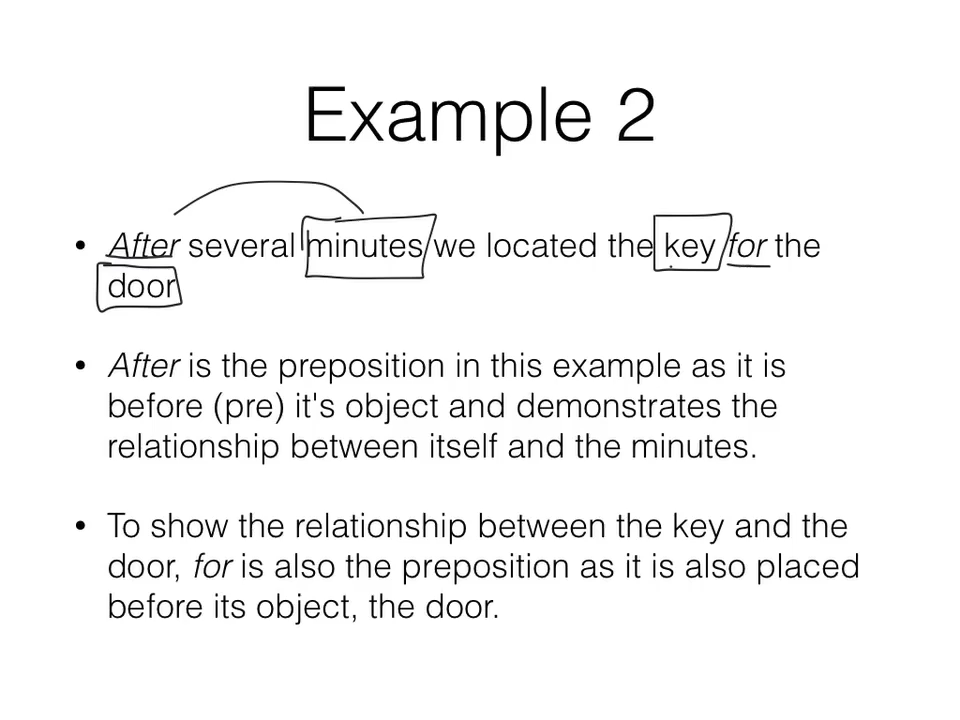 Example 2
• After several minutes we located the key for the
door
• After is the preposition in this example as it is
before (pre) it's object and demonstrates the
relationship between itself and the minutes.
• To show the relationship between the key and the
door, for is also the preposition as it is also placed
before its object, the door.